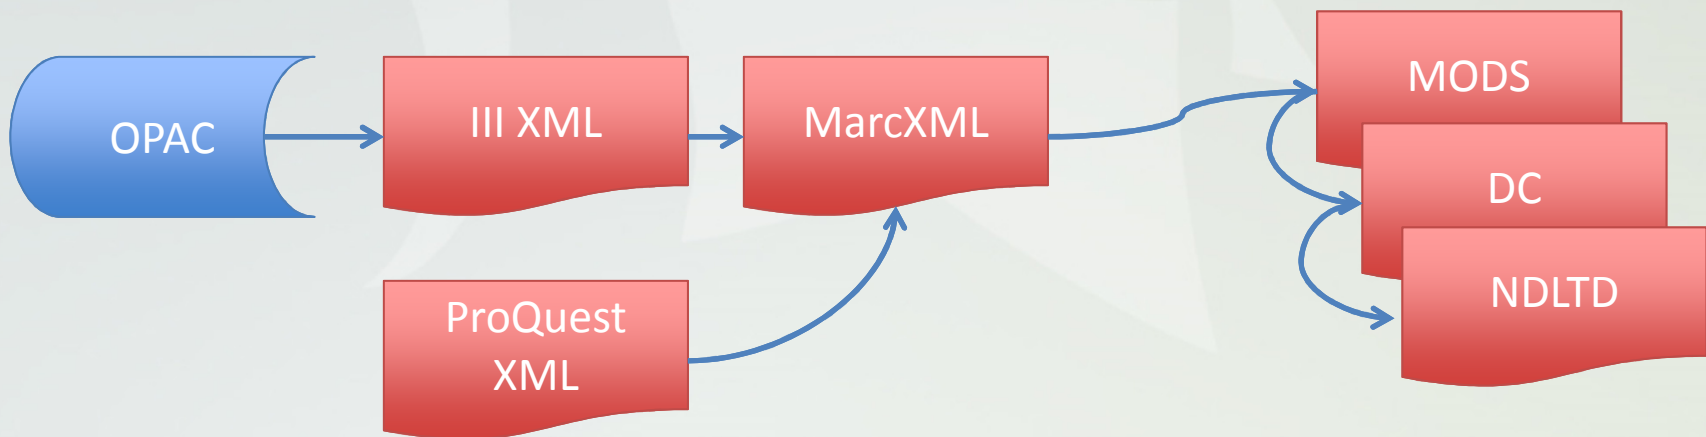 OPAC
III XML
MarcXML
MODS
DC
NDLTD
ProQuest
XML